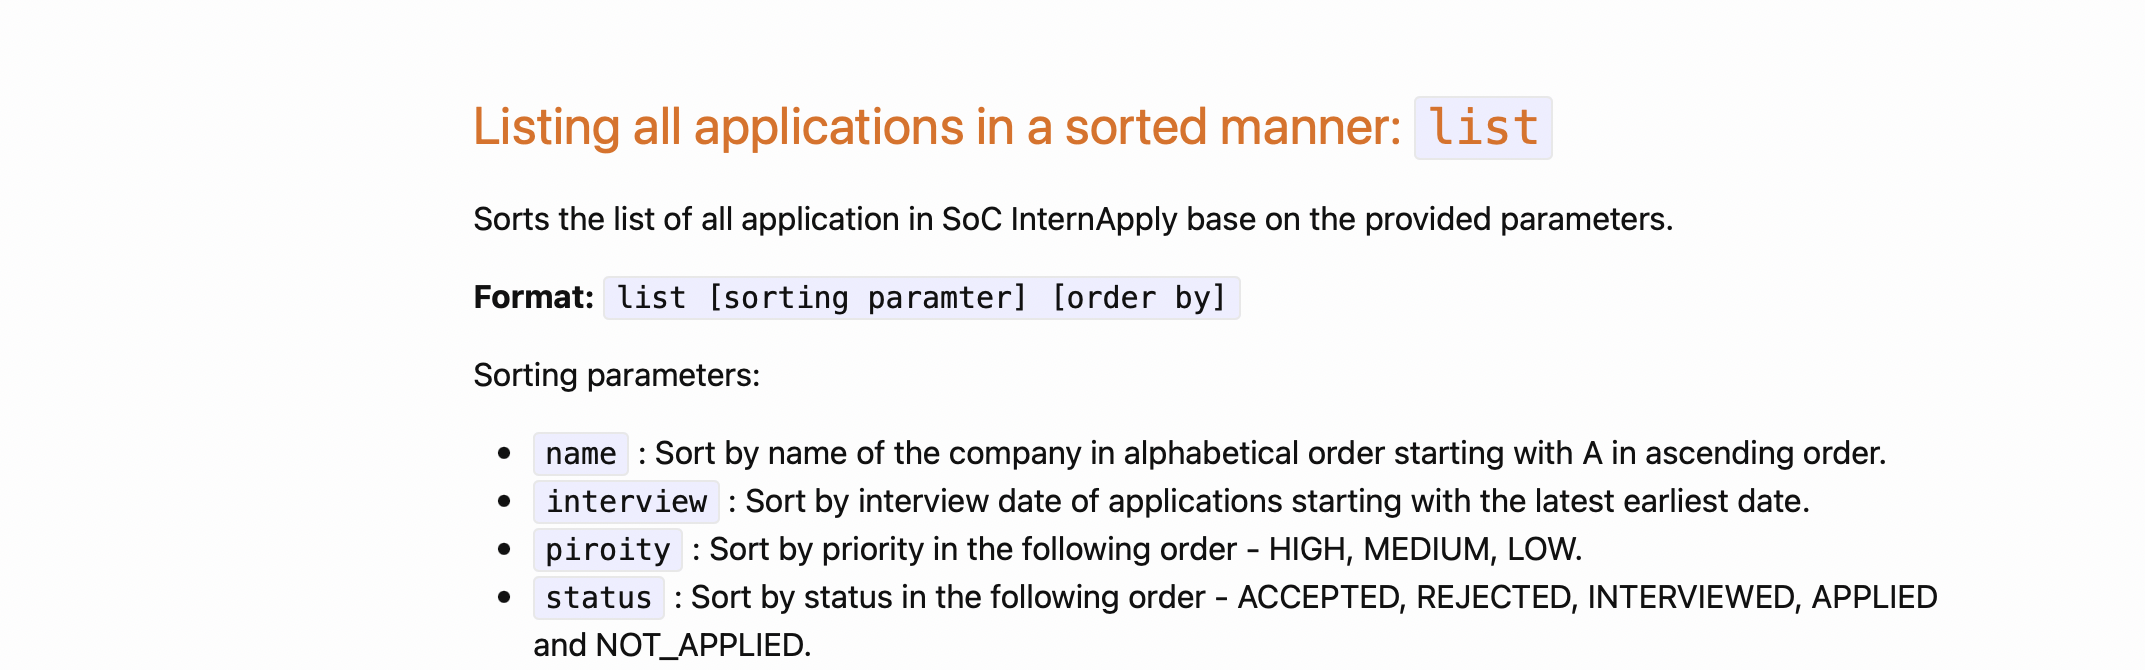 Listing all applications in a sorted manner: list
Sorts the list of all application in SoC InternApply base on the provided parameters.
Format: list [sorting paramter] [order by]
Sorting parameters:
• name : Sort by name of the company in alphabetical order starting with A in ascending order.
• interview : Sort by interview date of applications starting with the latest earliest date.
• piroity : Sort by priority in the following order - HIGH, MEDIUM, LOW.
• status : Sort by status in the following order - ACCEPTED, REJECTED, INTERVIEWED, APPLIED
and NOT_APPLIED.